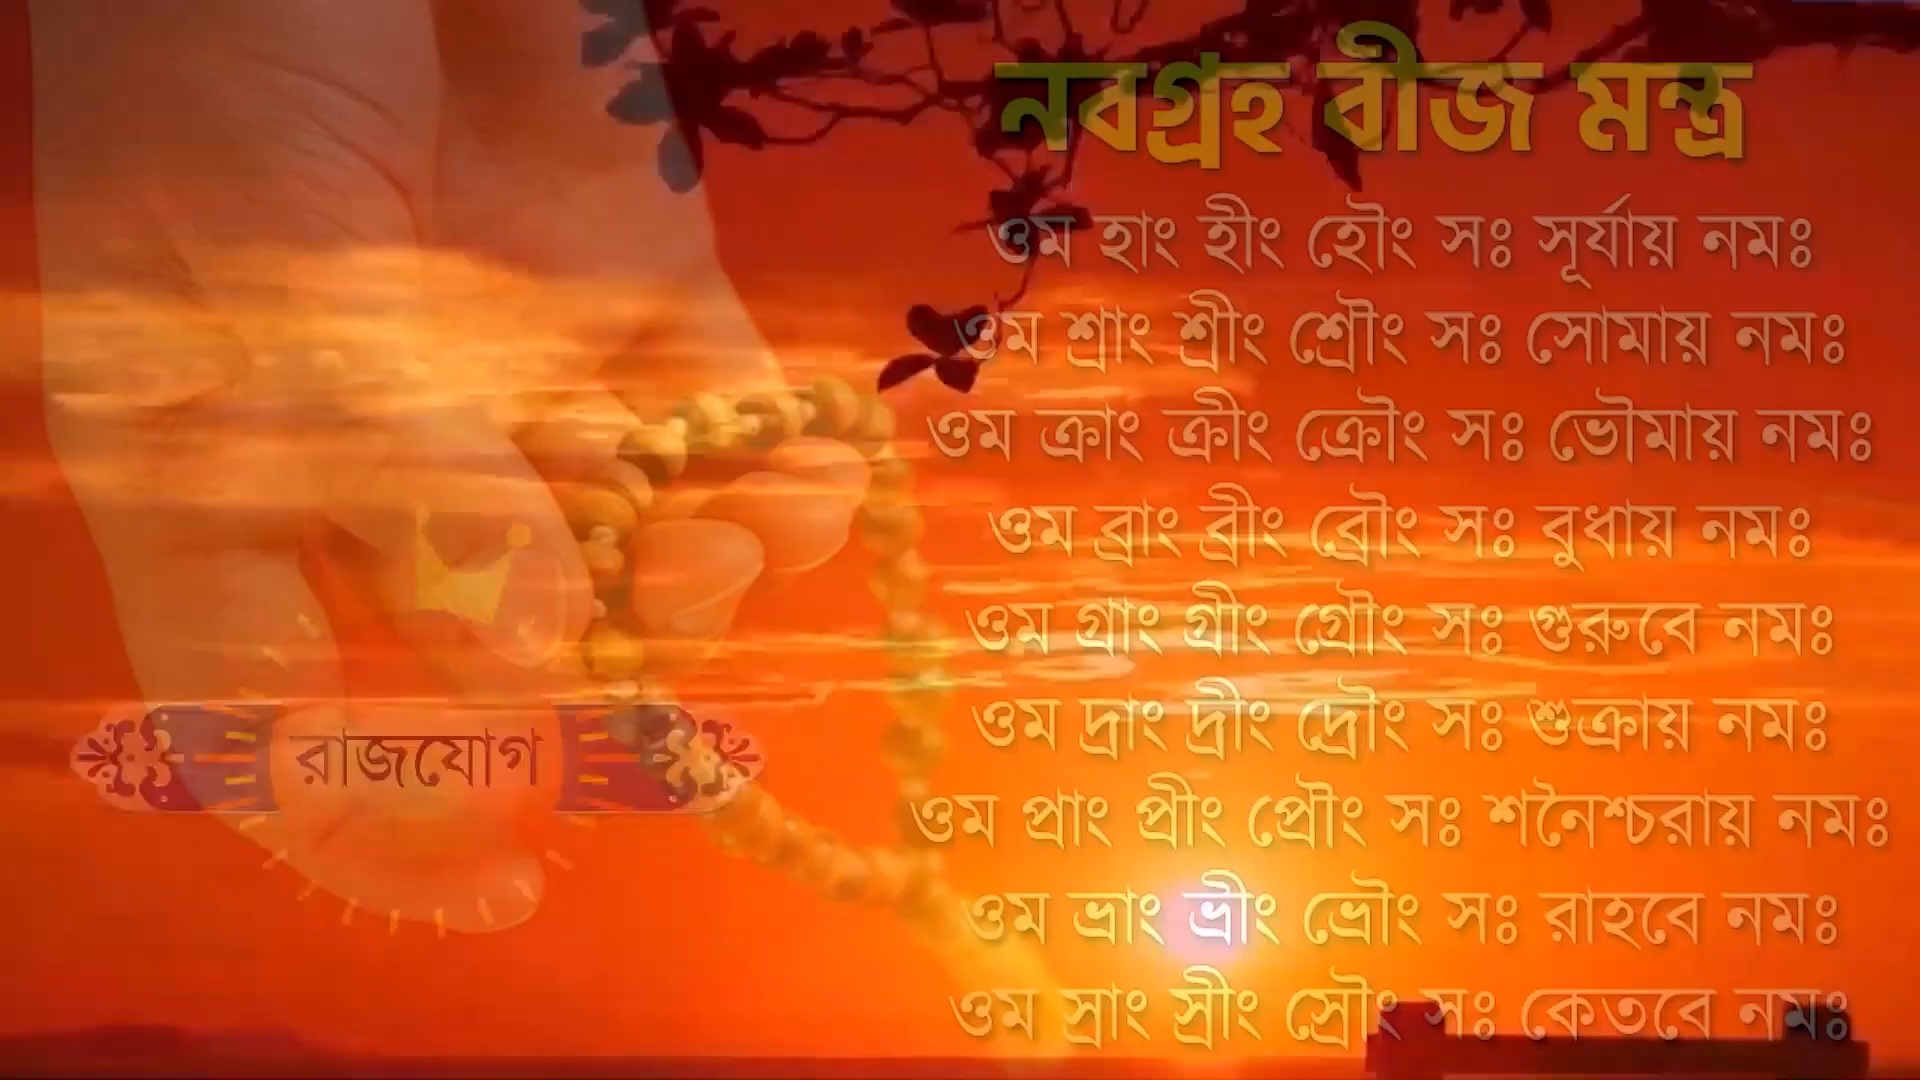 নবগ্রহ বীজ মন্ত্র
ওম হাং হীং হৌং সঃ সূর্যায় নমঃ
ওম শ্রাং শ্রীং শ্রৌং সঃ সোমায় নমঃ
ওম ক্রাং ক্রীং ক্রৌং সঃ ভৌমায় নমঃ
ওম ব্রাং ব্রীং ব্রৌং সঃ বুধায় নমঃ
ওম গ্রাং গ্রীং গ্রৌং সঃ গুরুবে নমঃ
ওম দ্রাং দ্রীং দ্রৌং সঃ শুক্রায় নমঃ
ওম প্রাং প্রীং প্রৌং সঃ শনৈশ্চরায় নমঃ
ওম ভ্রাং ভ্রীং ভ্রৌং সঃ রাহবে নমঃ
ওম স্রাং স্রীং স্রৌং সঃ কেতবে নমঃ
রাজযোগ